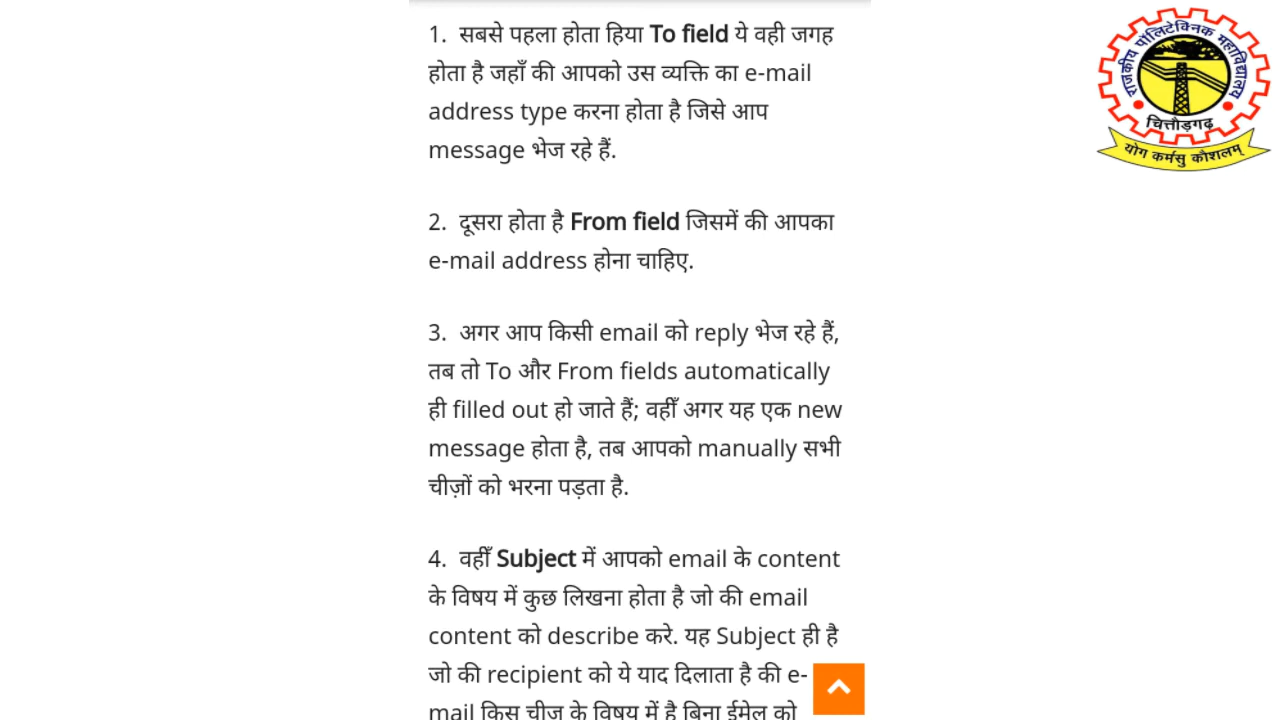 1. सबसे पहला होता हिया To field ये वही जगह
होता है जहाँ की आपको उस व्यक्ति का e-mail
address type करना होता है जिसे आप
message भेज रहे हैं.
2. दूसरा होता है From field जिसमें की आपका
e-mail address होना चाहिए.
3. अगर आप किसी email को reply भेज रहे हैं,
तब तो To और From fields automatically
ही filled out हो जाते हैं; वहीँ अगर यह एक new
message होता है, तब आपको manually सभी
चीज़ों को भरना पड़ता है.
4. वहीँ Subject में आपको email के content
के विषय में कुछ लिखना होता है जो की email
content को describe करे. यह Subject ही है
जो की recipient को ये याद दिलाता है की e-
mail किस चीज के विषय में है बिना ईमेल को
राजकीय पॉलिटेक्निक महाविद्यालय
चित्तौड़गढ़
योग कर्मसु कौशलम्